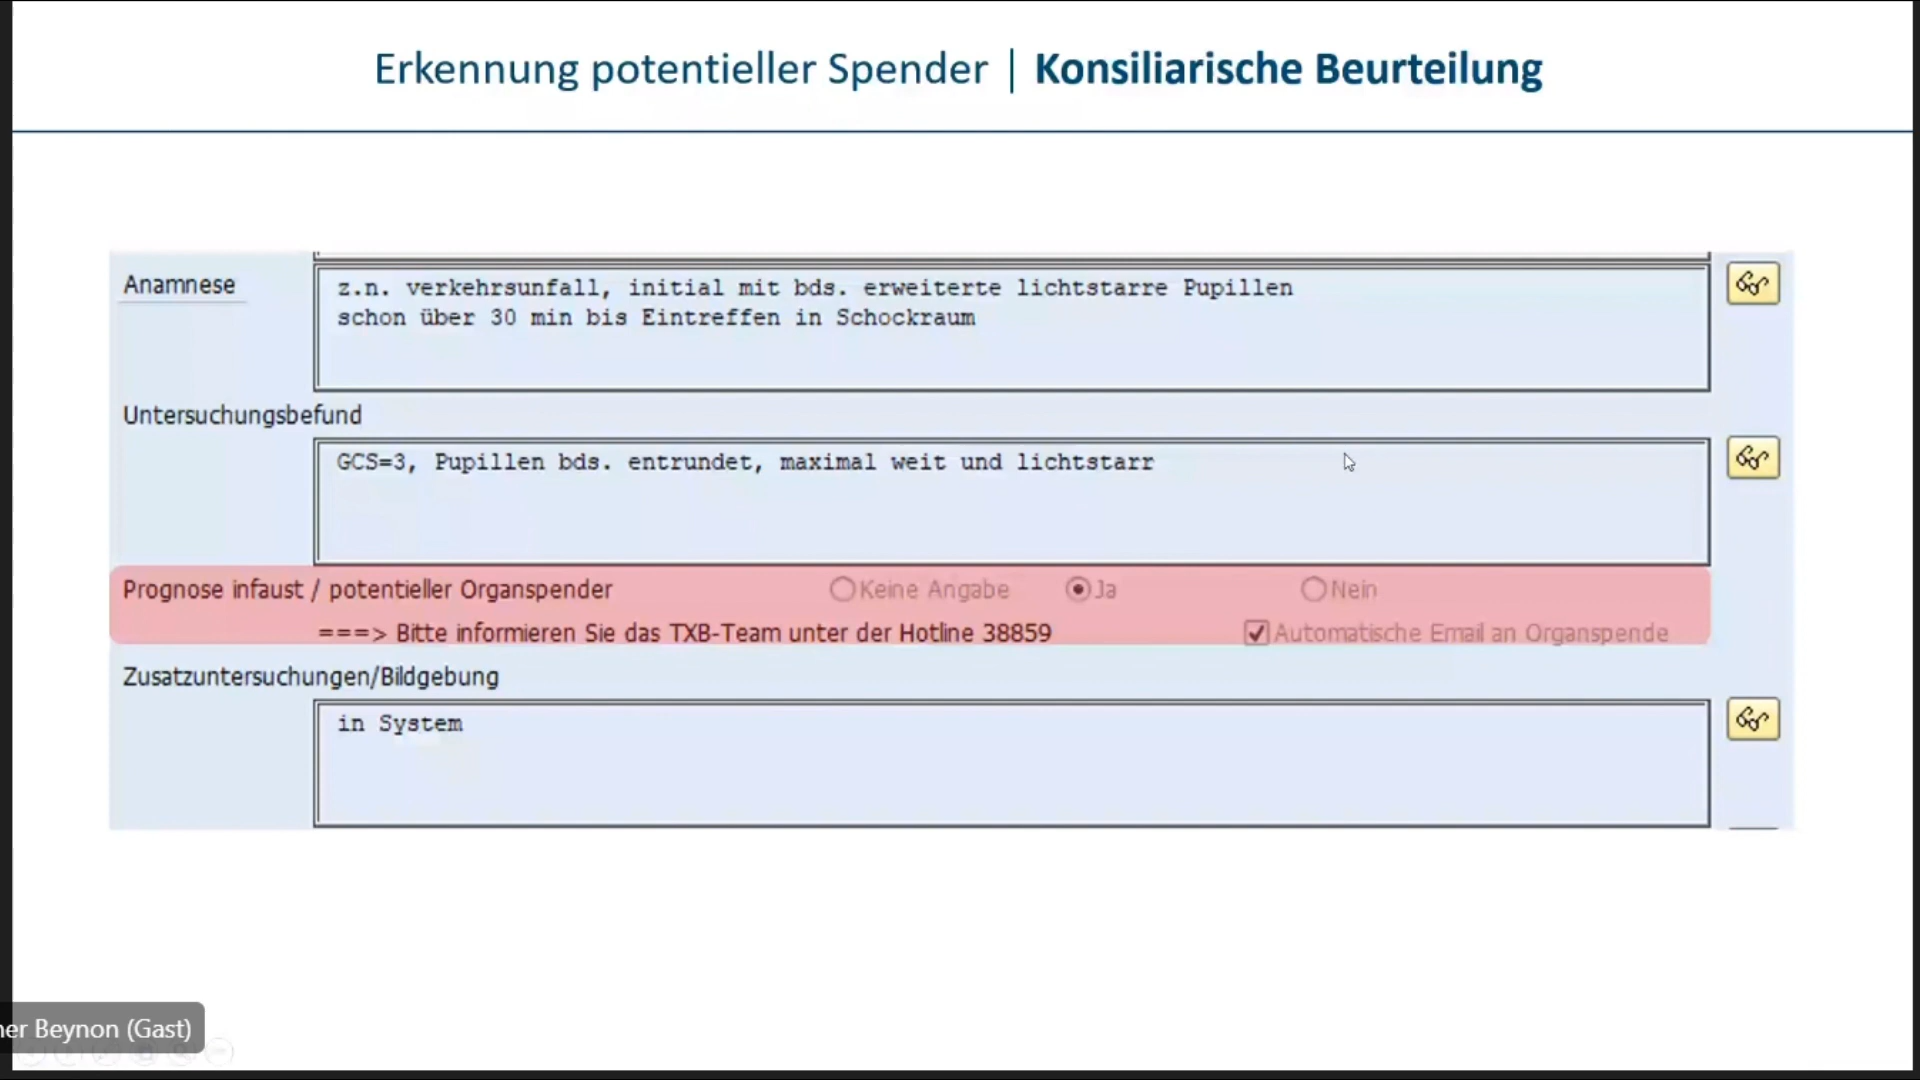 Erkennung potentieller Spender | Konsiliarische Beurteilung
Anamnese
z.n. verkehrsunfall, initial mit bds. erweiterte lichtstarre Pupillen
schon über 30 min bis Eintreffen in Schockraum
Untersuchungsbefund
GCS=3, Pupillen bds. entrundet, maximal weit und lichtstarr
Prognose infaust / potentieller Organspender Keine Angabe Ja Nein
===> Bitte informieren Sie das TXB-Team unter der Hotline 38859 Automatische Email an Organspende
Zusatzuntersuchungen/Bildgebung
in System
ner Beynon (Gast)